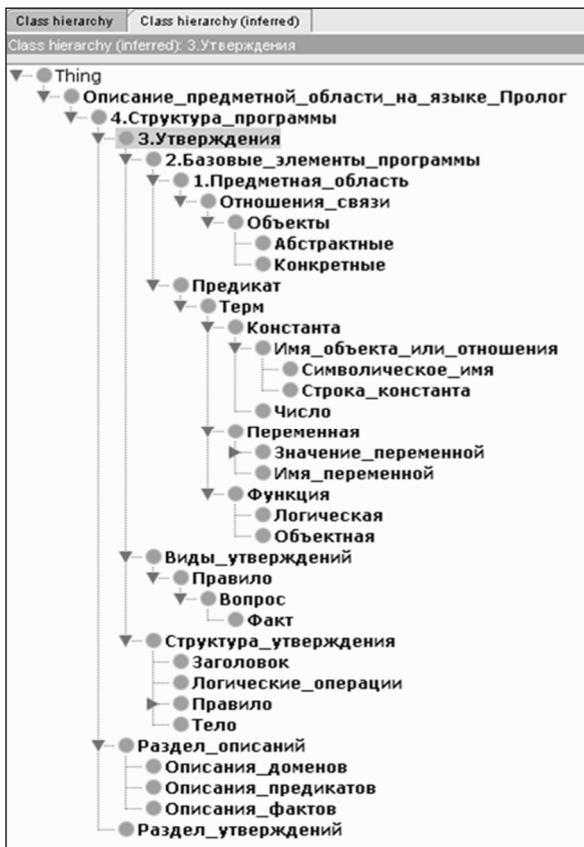 Class hierarchy Class hierarchy (inferred)
Class hierarchy (inferred): 3.Утверждения
Thing
Описание_предметной_области_на_языке_Пролог
4.Структура_программы
3.Утверждения
2.Базовые_элементы_программы
1.Предметная_область
Отношения_связи
Объекты
Абстрактные
Конкретные
Предикат
Терм
Константа
Имя_объекта_или_отношения
Символическое_имя
Строка_константа
Число
Переменная
Значение_переменной
Имя_переменной
Функция
Логическая
Объектная
Виды_утверждений
Правило
Вопрос
Факт
Структура_утверждения
Заголовок
Логические_операции
Правило
Тело
Раздел_описаний
Описания_доменов
Описания_предикатов
Описания_фактов
Раздел_утверждений